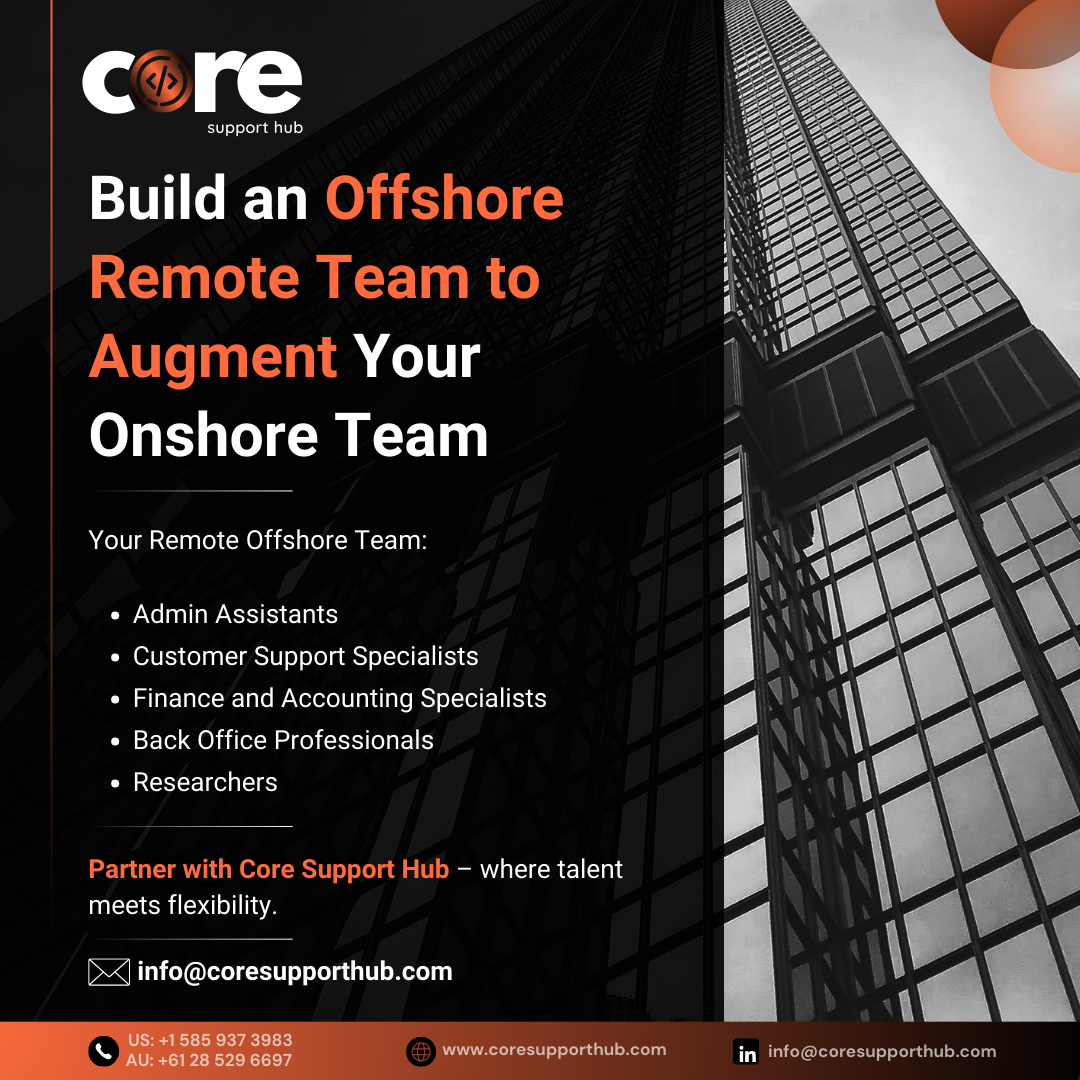 core
support hub
Build an Offshore
Remote Team to
Augment Your
Onshore Team
Your Remote Offshore Team:
• Admin Assistants
• Customer Support Specialists
• Finance and Accounting Specialists
• Back Office Professionals
• Researchers
Partner with Core Support Hub – where talent
meets flexibility.
info@coresupporthub.com
US: +1 585 937 3983
AU: +61 28 529 6697
www.coresupporthub.com
in
info@coresupporthub.com